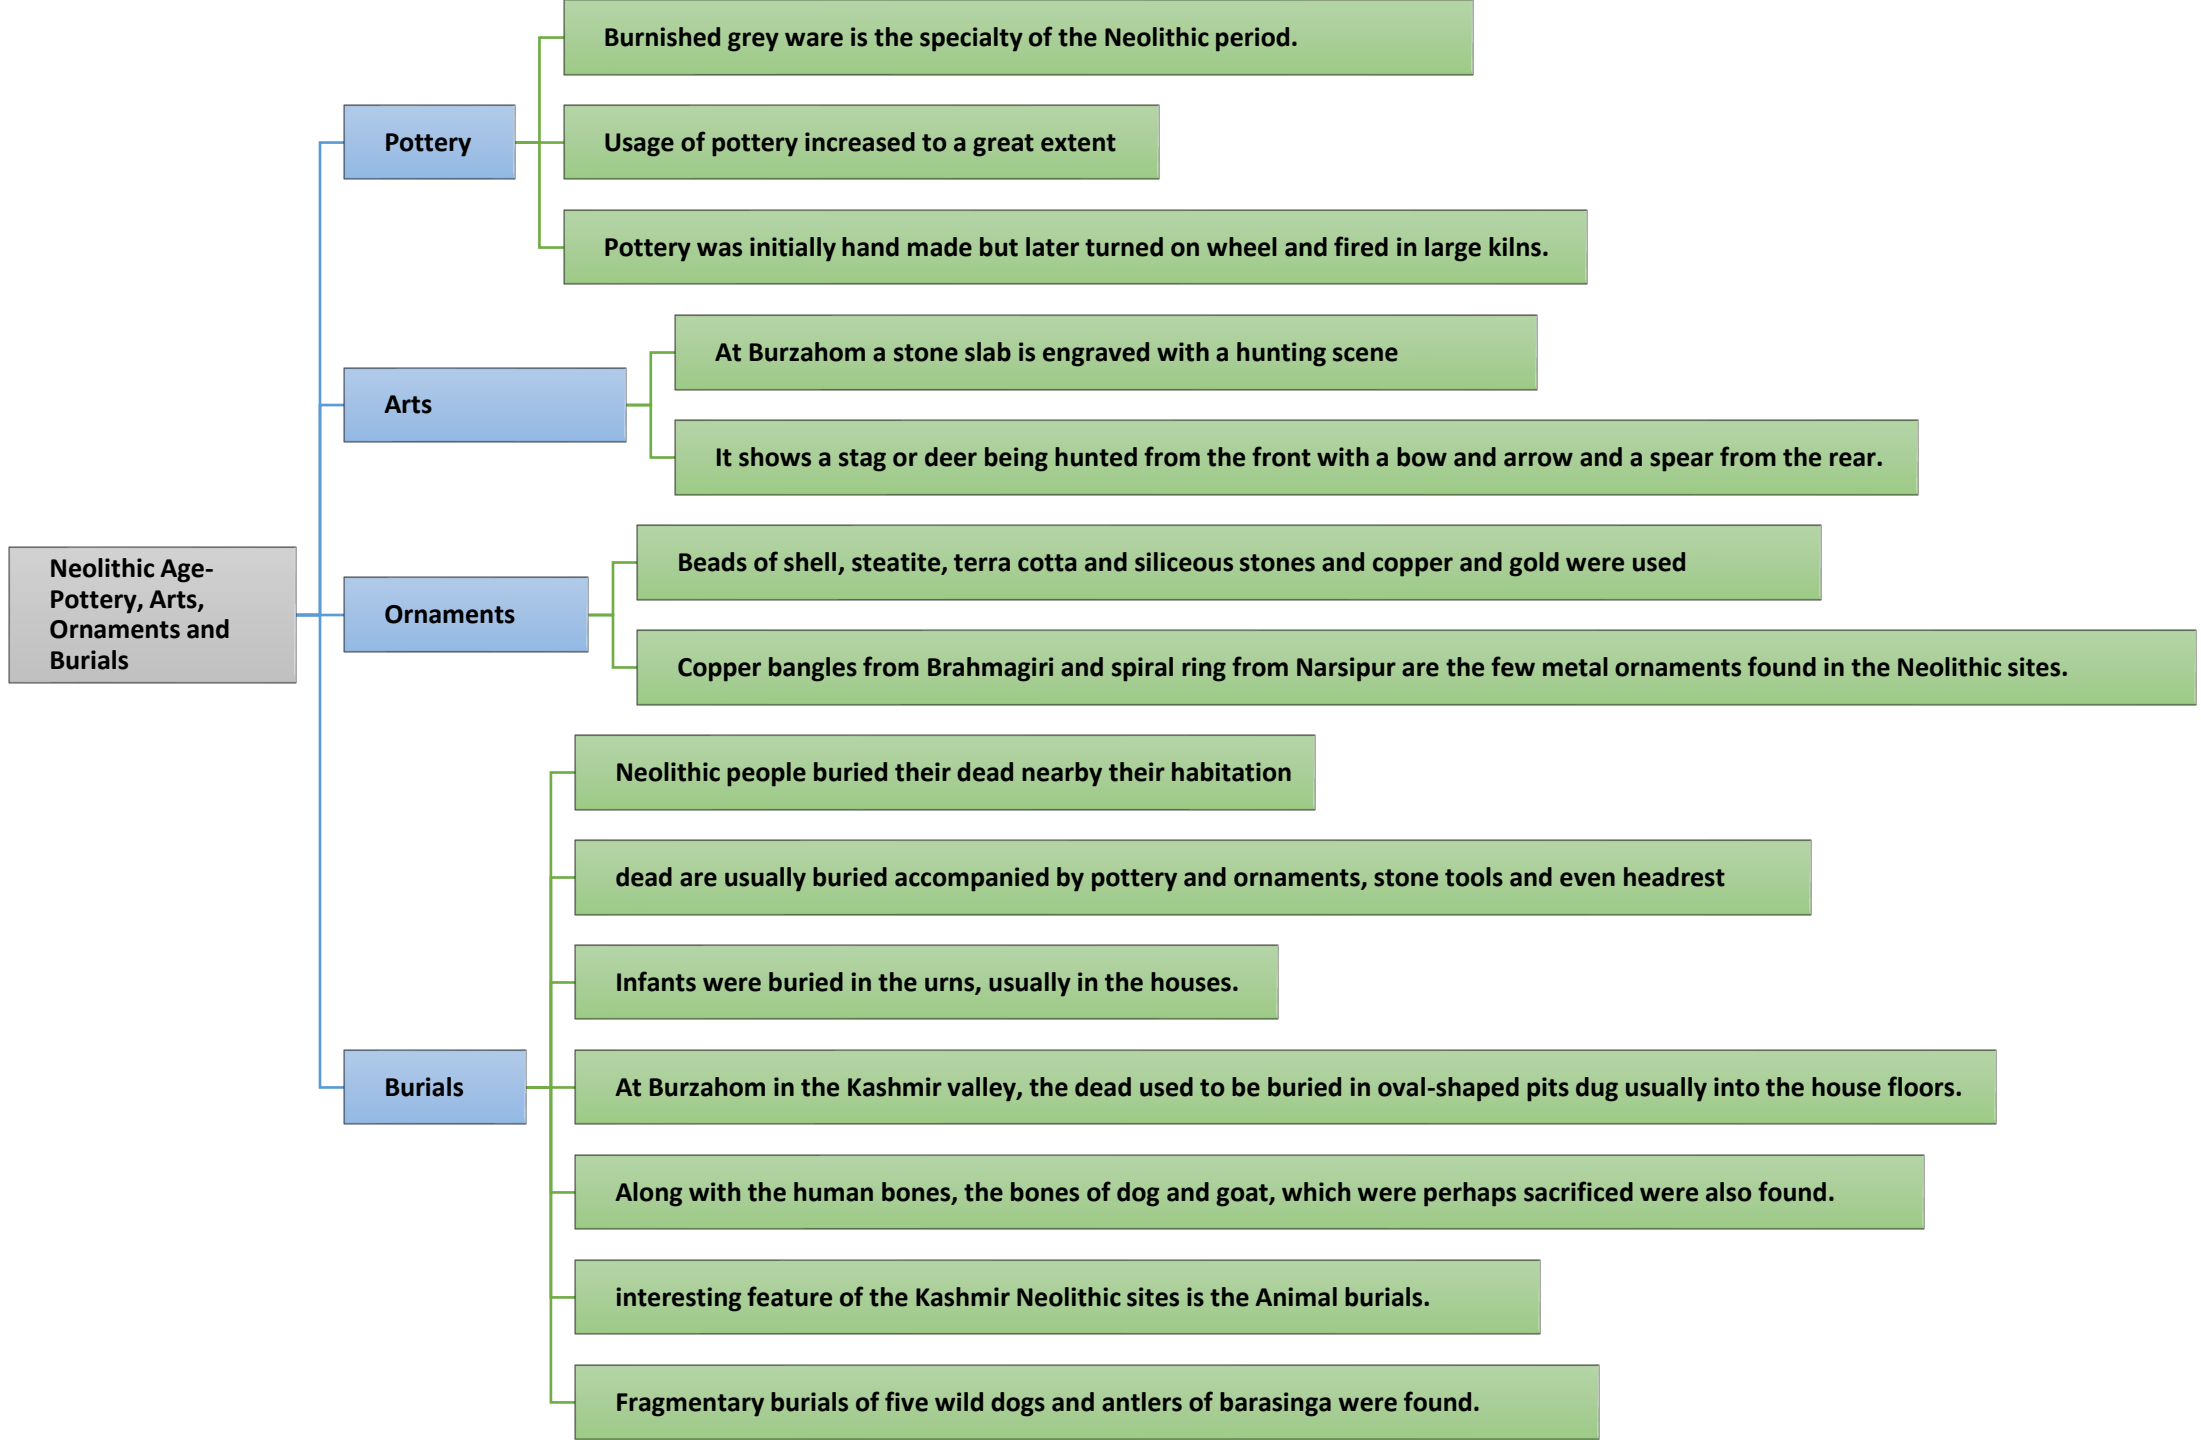 Neolithic Age-
Pottery, Arts,
Ornaments and
Burials
Pottery
Burnished grey ware is the specialty of the Neolithic period.
Usage of pottery increased to a great extent
Pottery was initially hand made but later turned on wheel and fired in large kilns.
Arts
At Burzahom a stone slab is engraved with a hunting scene
It shows a stag or deer being hunted from the front with a bow and arrow and a spear from the rear.
Ornaments
Beads of shell, steatite, terra cotta and siliceous stones and copper and gold were used
Copper bangles from Brahmagiri and spiral ring from Narsipur are the few metal ornaments found in the Neolithic sites.
Burials
Neolithic people buried their dead nearby their habitation
dead are usually buried accompanied by pottery and ornaments, stone tools and even headrest
Infants were buried in the urns, usually in the houses.
At Burzahom in the Kashmir valley, the dead used to be buried in oval-shaped pits dug usually into the house floors.
Along with the human bones, the bones of dog and goat, which were perhaps sacrificed were also found.
interesting feature of the Kashmir Neolithic sites is the Animal burials.
Fragmentary burials of five wild dogs and antlers of barasinga were found.